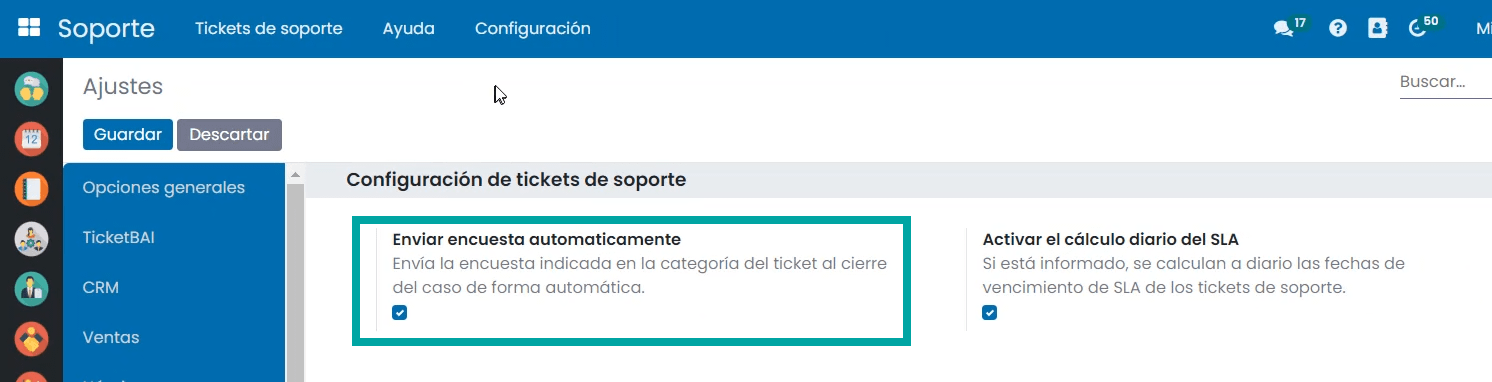 Soporte Tickets de soporte Ayuda Configuración 17 50 Mi
Ajustes Buscar...
Guardar Descartar
12
Opciones generales
TicketBAI
CRM
Ventas
Configuración de tickets de soporte
Enviar encuesta automaticamente
Envía la encuesta indicada en la categoría del ticket al cierre
del caso de forma automática.
Activar el cálculo diario del SLA
Si está informado, se calculan a diario las fechas de
vencimiento de SLA de los tickets de soporte.